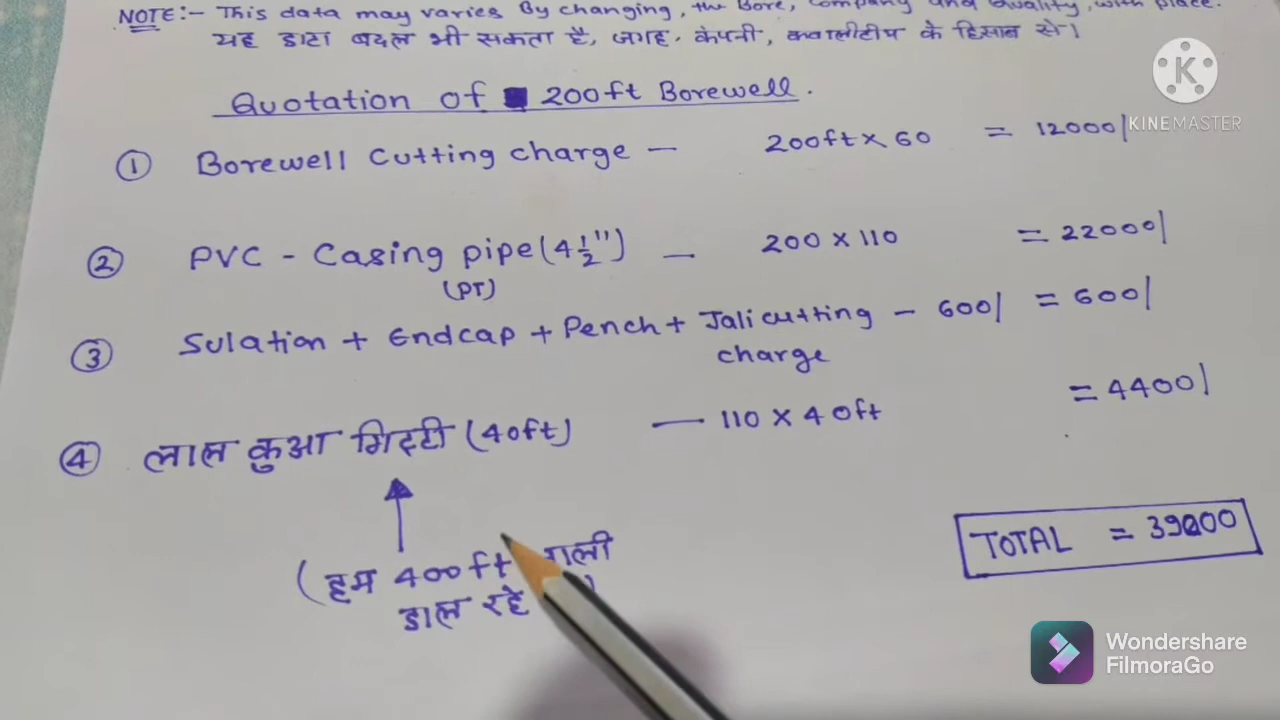 NOTE:- This data may varies By changing, the Bore, Company and Quality, with place.
यह डाटा बदल भी सकता है, जगह, कंपनी, क्वालीटीय के हिसाब से।
K
KINEMASTER
Quotation of 200ft Borewell.
① Borewell Cutting charge - 200ft x 60 = 12000/
② PVC - Casing pipe (4 1/2") - 200 x 110 = 22000/
(PT)
③ Sulation + Endcap + Pench + Jali cutting - 600/ = 600/
charge
④ लाल कुआ गिट्टी (40ft) - 110 x 40ft = 4400/
TOTAL = 39000
(हम 400ft वाली
डाल रहे )
Wondershare
FilmoraGo